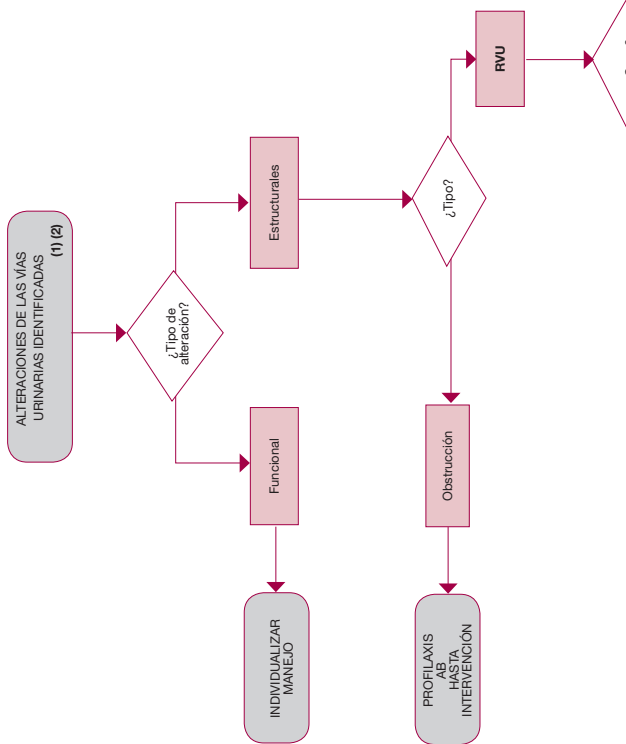 ALTERACIONES DE LAS VÍAS
URINARIAS IDENTIFICADAS
(1) (2)
¿Tipo de
alteración?
Funcional
Estructurales
INDIVIDUALIZAR
MANEJO
¿Tipo?
Obstrucción
RVU
PROFILAXIS
AB
HASTA
INTERVENCIÓN